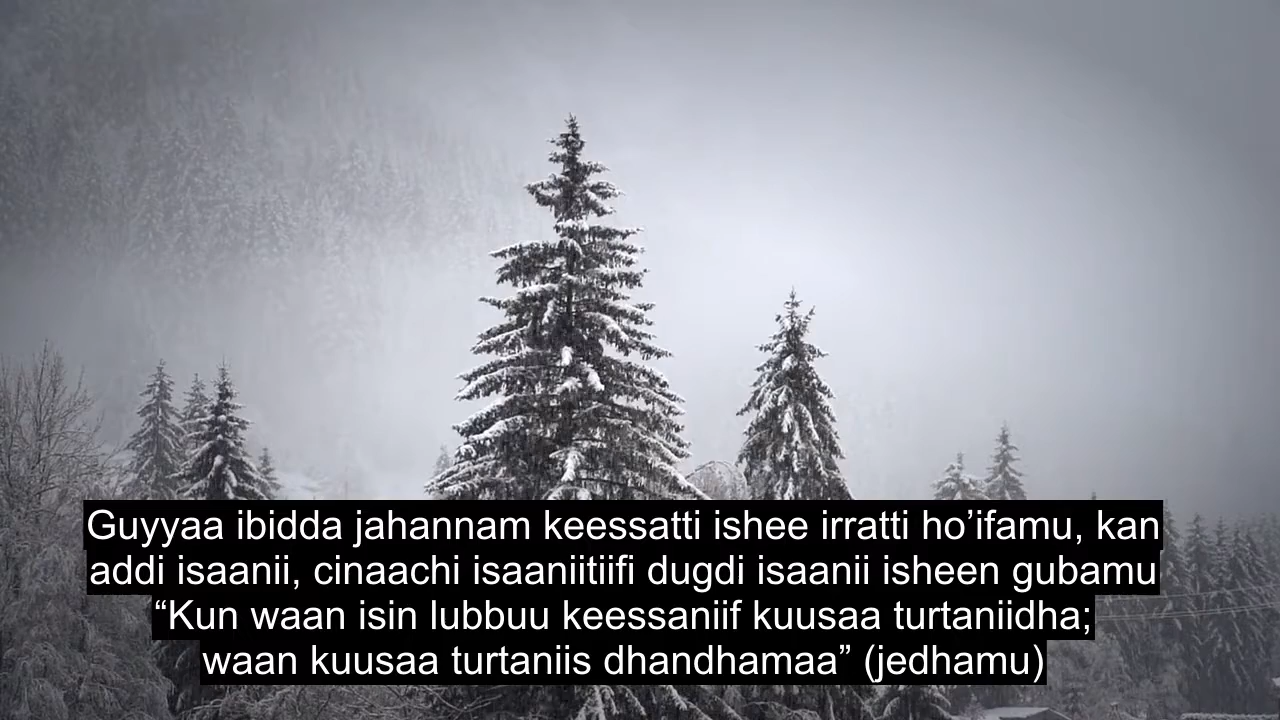 Guyyaa ibidda jahannam keessatti ishee irratti ho’ifamu, kan
addi isaanii, cinaachi isaaniitiifi dugdi isaanii isheen gubamu
“Kun waan isin lubbuu keessaniif kuusaa turtaniidha;
waan kuusaa turtaniis dhandhamaa” (jedhamu)